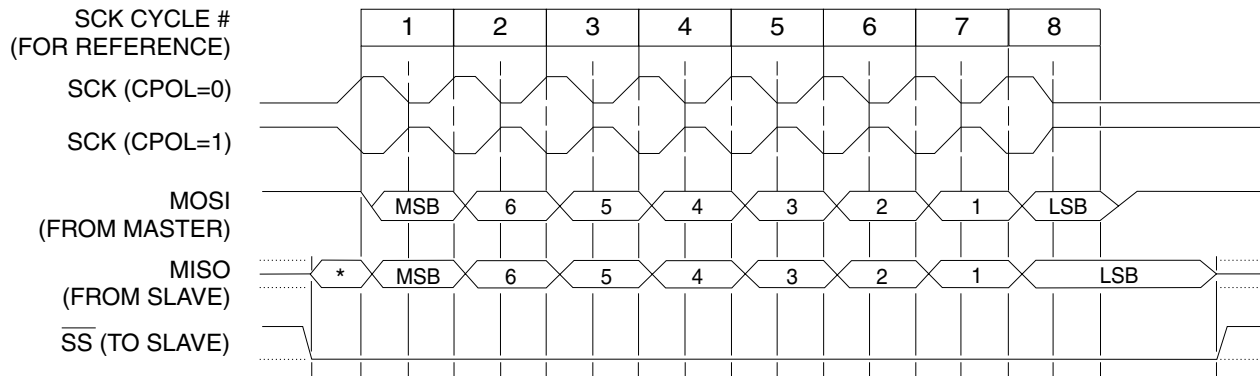 SCK CYCLE #
(FOR REFERENCE)
1 2 3 4 5 6 7 8
SCK (CPOL=0)
SCK (CPOL=1)
MOSI
(FROM MASTER)
MSB 6 5 4 3 2 1 LSB
MISO
(FROM SLAVE)
* MSB 6 5 4 3 2 1 LSB
S̅S̅ (TO SLAVE)